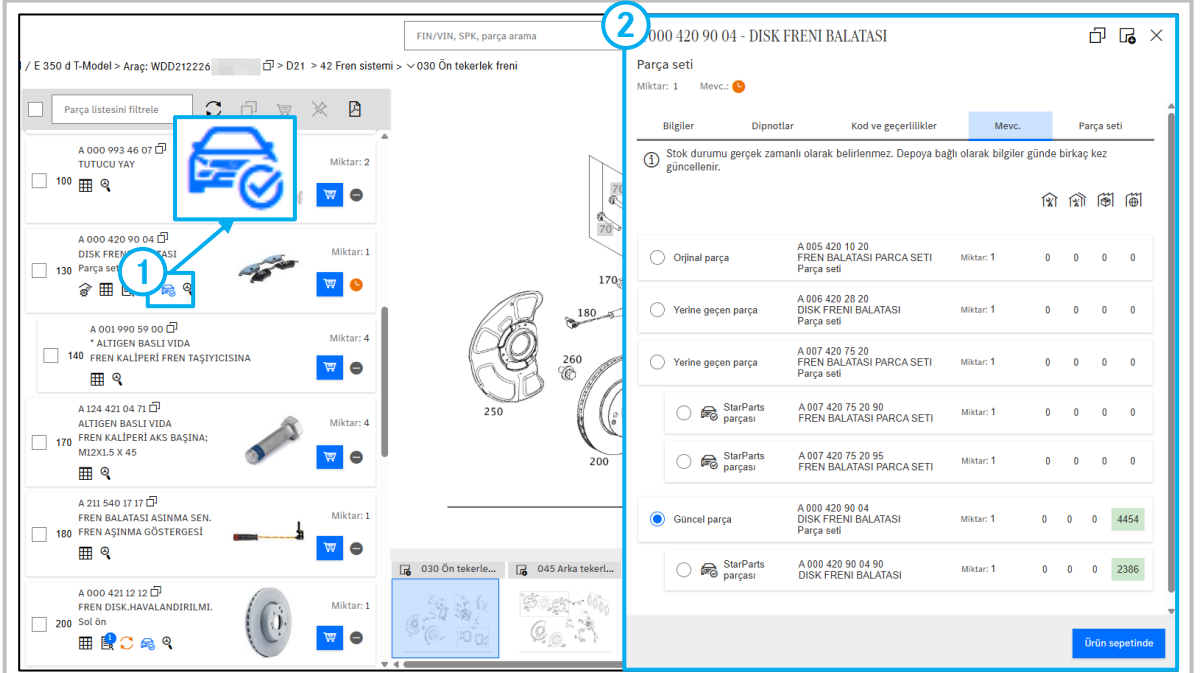 FIN/VIN, SPK, parça arama
/ E 350 d T-Model > Araç: WDD212226 > D21 > 42 Fren sistemi > 030 Ön tekerlek freni
Parça listesini filtrele
A 000 993 46 07
TUTUCU YAY
Miktar: 2
100
A 000 420 90 04
DISK FREN
ASI
Parça set
Miktar: 1
130
1
A 001 990 59 00
* ALTIGEN BASLI VIDA
FREN KALİPERİ FREN TAŞIYICISINA
Miktar: 4
140
A 124 421 04 71
ALTIGEN BASLI VIDA
FREN KALİPERİ AKS BAŞINA;
M12X1.5 X 45
Miktar: 4
170
A 211 540 17 17
FREN BALATASI ASINMA SEN.
FREN AŞINMA GÖSTERGESİ
Miktar: 1
180
A 000 421 12 12
FREN DISK.HAVALANDIRILMI.
Sol ön
Miktar: 1
200
1
70
70
170
180
260
250
200
030 Ön tekerle...
045 Arka tekerl...
2
000 420 90 04 - DISK FRENI BALATASI
Parça seti
Miktar: 1 Mevc.:
Bilgiler Dipnotlar Kod ve geçerlilikler Mevc. Parça seti
Stok durumu gerçek zamanlı olarak belirlenmez. Depoya bağlı olarak bilgiler günde birkaç kez
güncellenir.
Orjinal parça
A 005 420 10 20
FREN BALATASI PARCA SETI
Parça seti
Miktar: 1 0 0 0 0
Yerine geçen parça
A 006 420 28 20
DISK FRENI BALATASI
Parça seti
Miktar: 1 0 0 0 0
Yerine geçen parça
A 007 420 75 20
FREN BALATASI PARCA SETI
Parça seti
Miktar: 1 0 0 0 0
StarParts
parçası
A 007 420 75 20 90
FREN BALATASI PARCA SETI
Miktar: 1 0 0 0 0
StarParts
parçası
A 007 420 75 20 95
FREN BALATASI PARCA SETI
Miktar: 1 0 0 0 0
Güncel parça
A 000 420 90 04
DISK FRENI BALATASI
Parça seti
Miktar: 1 0 0 0 4454
StarParts
parçası
A 000 420 90 04 90
DISK FRENI BALATASI
Miktar: 1 0 0 0 2386
Ürün sepetinde